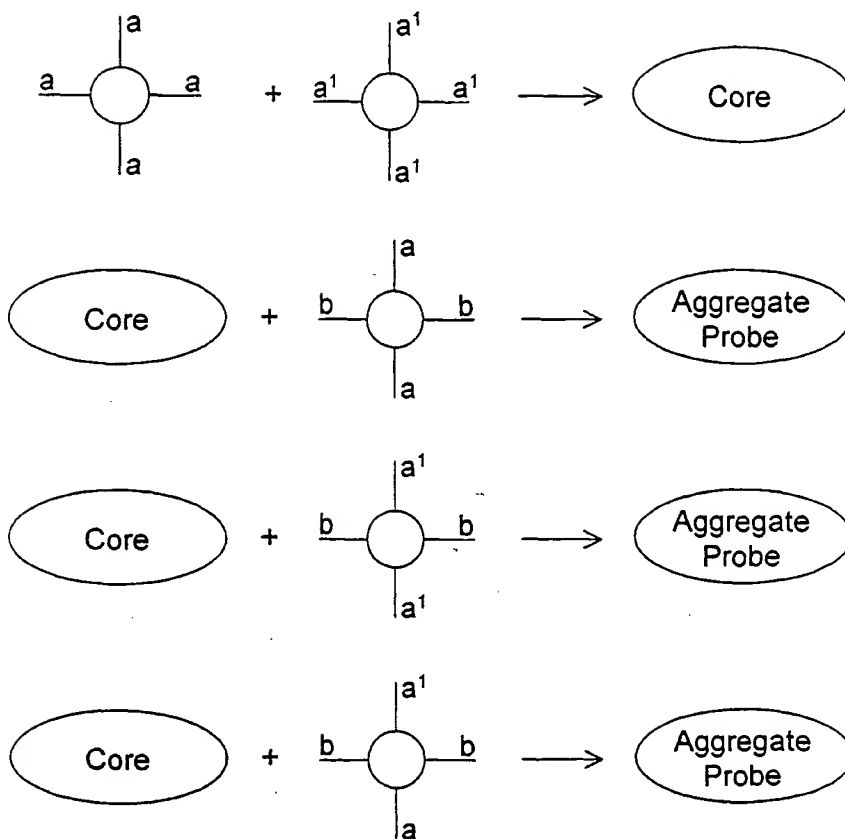 a a¹
a a + a¹ a¹ Core
a a¹
a
Core + b b Aggregate
Probe
a
a¹
Core + b b Aggregate
Probe
a¹
a¹
Core + b b Aggregate
Probe
a